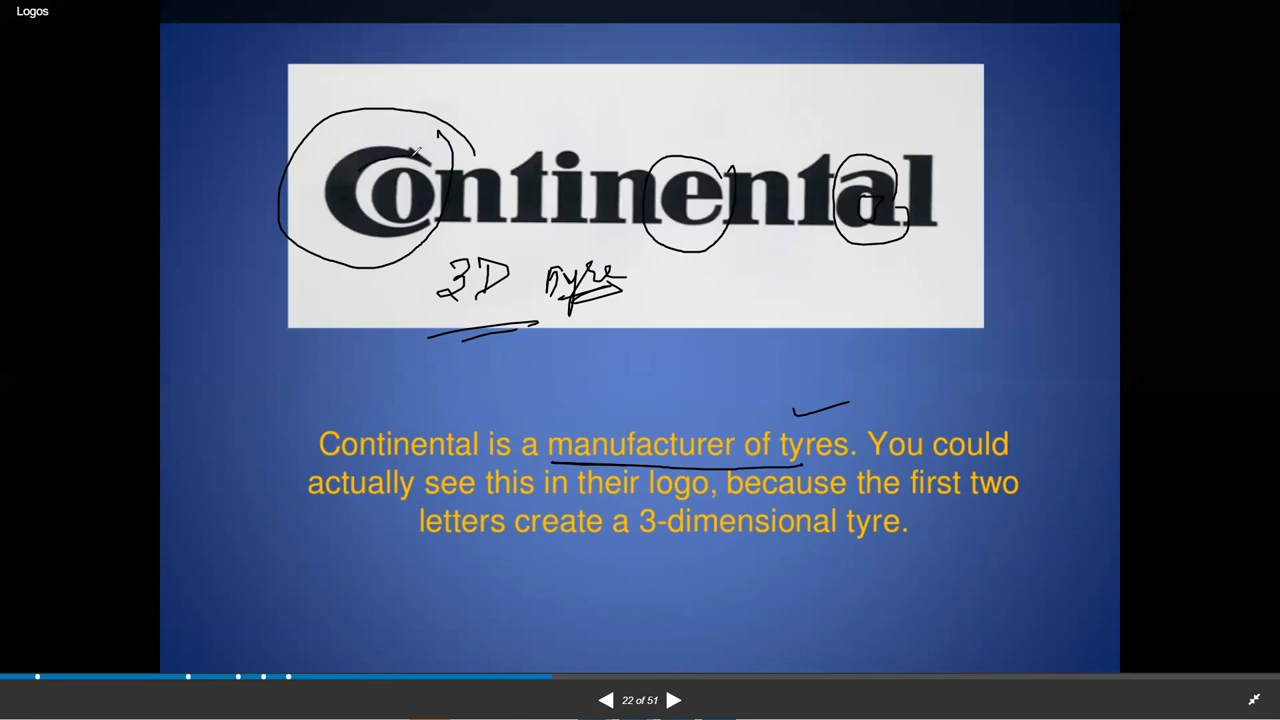 Logos
Continental
3D tyre
Continental is a manufacturer of tyres. You could
actually see this in their logo, because the first two
letters create a 3-dimensional tyre.
22 of 51